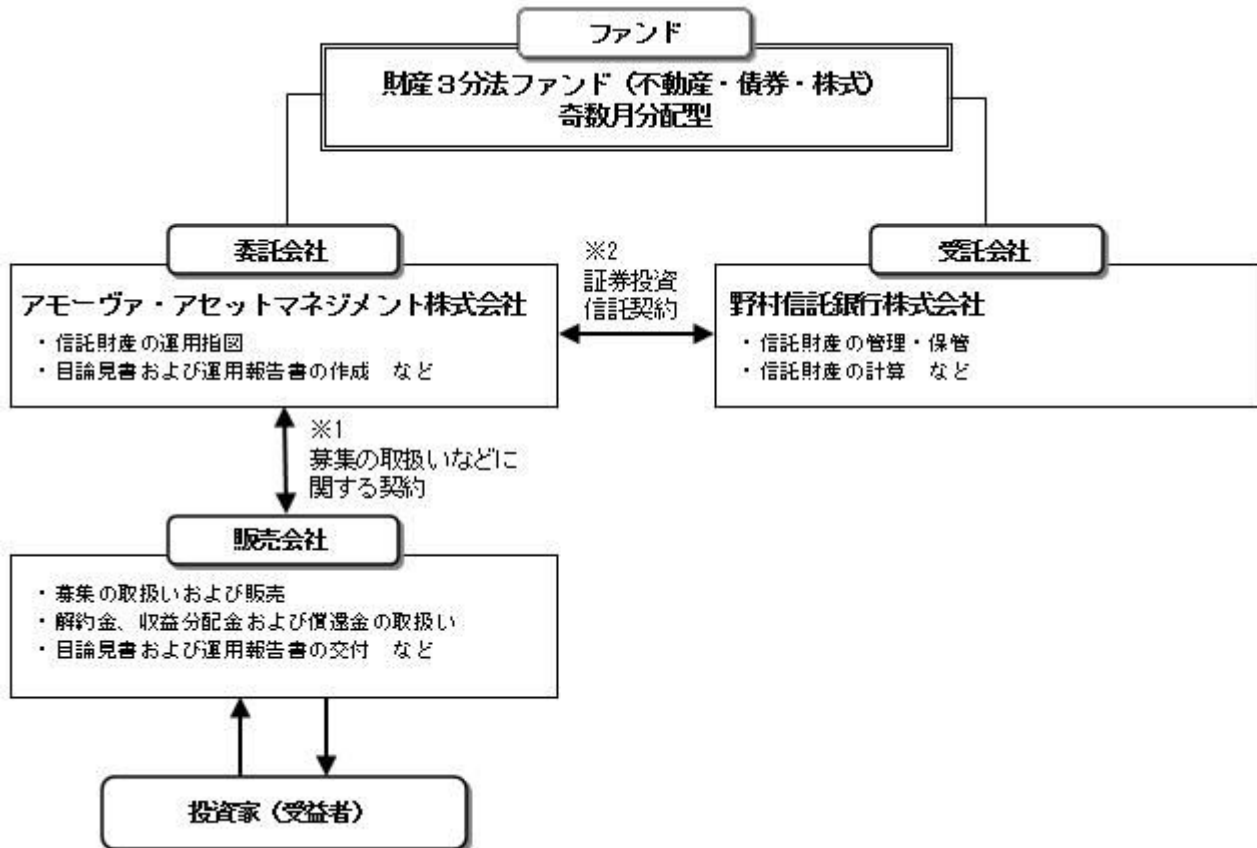 ファンド
財産3分法ファンド(不動産・債券・株式)
奇数月分配型
委託会社
アモーヴァ・アセットマネジメント株式会社
・信託財産の運用指図
・目論見書および運用報告書の作成 など
※2
証券投資
信託契約
受託会社
野村信託銀行株式会社
・信託財産の管理・保管
・信託財産の計算 など
※1
募集の取扱いなどに
関する契約
販売会社
・募集の取扱いおよび販売
・解約金、収益分配金および償還金の取扱い
・目論見書および運用報告書の交付 など
投資家(受益者)